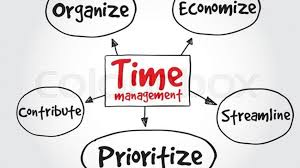 Organize
Economize
Time
management
Contribute
Streamline
Prioritize